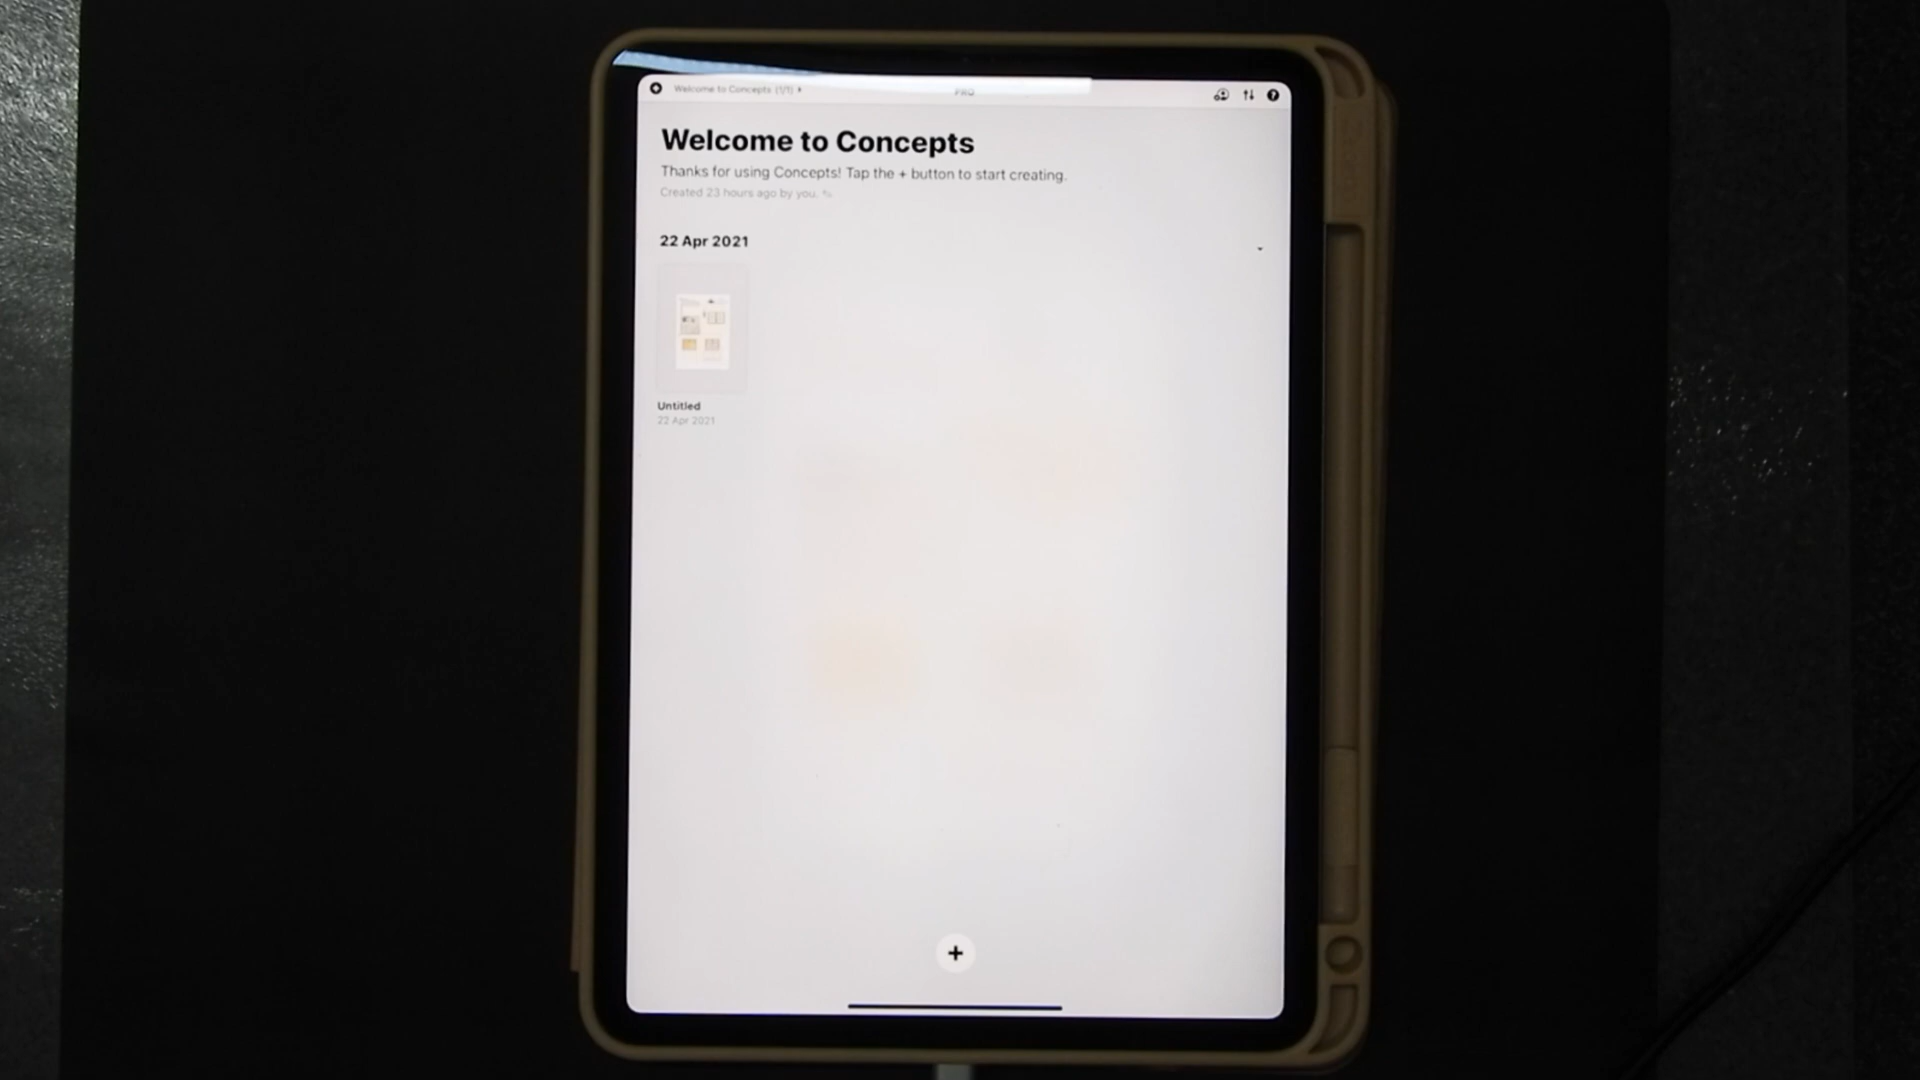 Welcome to Concepts (1/1)
PRO
Welcome to Concepts
Thanks for using Concepts! Tap the + button to start creating.
Created 23 hours ago by you.
22 Apr 2021
Untitled
22 Apr 2021